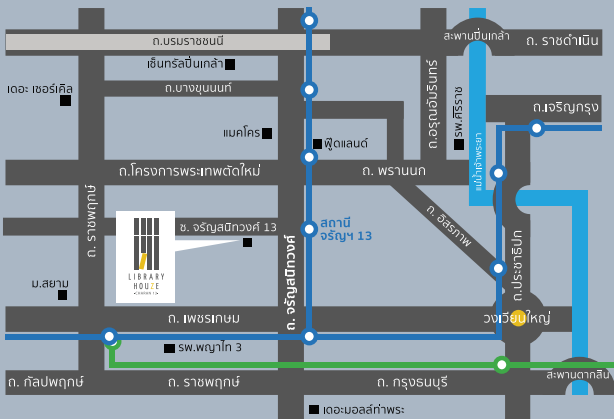 ถ.บรมราชชนนี
สะพานปิ่นเกล้า
ถ. ราชดำเนิน
เซ็นทรัลปิ่นเกล้า
เดอะ เซอร์เคิล
ถ.บางขุนนนท์
ถ.เจริญกรุง
แมคโคร
ฟู๊ดแลนด์
ถ.อรุณอัมรินทร์
รพ.ศิริราช
แม่น้ำเจ้าพระยา
ถ.โครงการพระเทพตัดใหม่
ถ. พรานนก
ถ. ราชพฤกษ์
ซ. จรัญสนิทวงศ์ 13
สถานี
จรัญฯ 13
ถ. อิสรภาพ
ถ.ประชาธิปก
LIBRARY
HOUZE
CHARAN 13
ถ. จรัญสนิทวงศ์
ม.สยาม
ถ. เพชรเกษม
วงเวียนใหญ่
รพ.พญาไท 3
สะพานตากสิน
ถ. กัลปพฤกษ์
ถ. ราชพฤกษ์
ถ. กรุงธนบุรี
เดอะมอลล์ท่าพระ